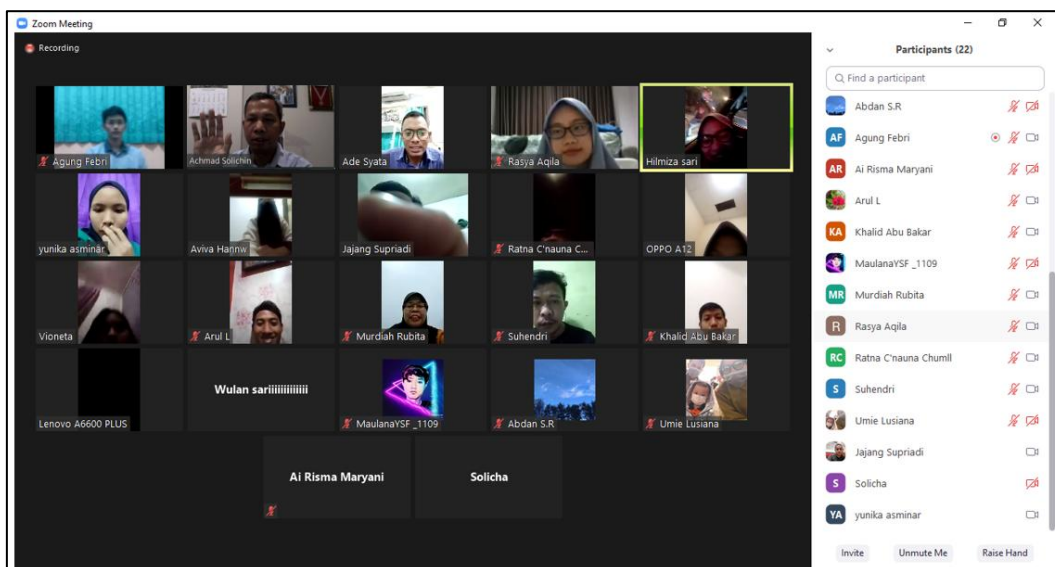 Zoom Meeting
Recording
Participants (22)
Find a participant
Agung Febri
Achmad Solichin
Ade Syata
Rasya Aqila
Hilmiza sari
yunika asminar
Aviva Hannw
Jajang Supriadi
Ratna C'nauna C...
OPPO A12
Vioneta
Arul L
Murdiah Rubita
Suhendri
Khalid Abu Bakar
Lenovo A6600 PLUS
Wulan sariiiiiiiiiiiii
MaulanaYSF _1109
Abdan S.R
Umie Lusiana
Ai Risma Maryani
Solicha
Abdan S.R
AF Agung Febri
AR Ai Risma Maryani
Arul L
KA Khalid Abu Bakar
MaulanaYSF _1109
MR Murdiah Rubita
R Rasya Aqila
RC Ratna C'nauna Chumll
S Suhendri
Umie Lusiana
Jajang Supriadi
S Solicha
YA yunika asminar
Invite Unmute Me Raise Hand